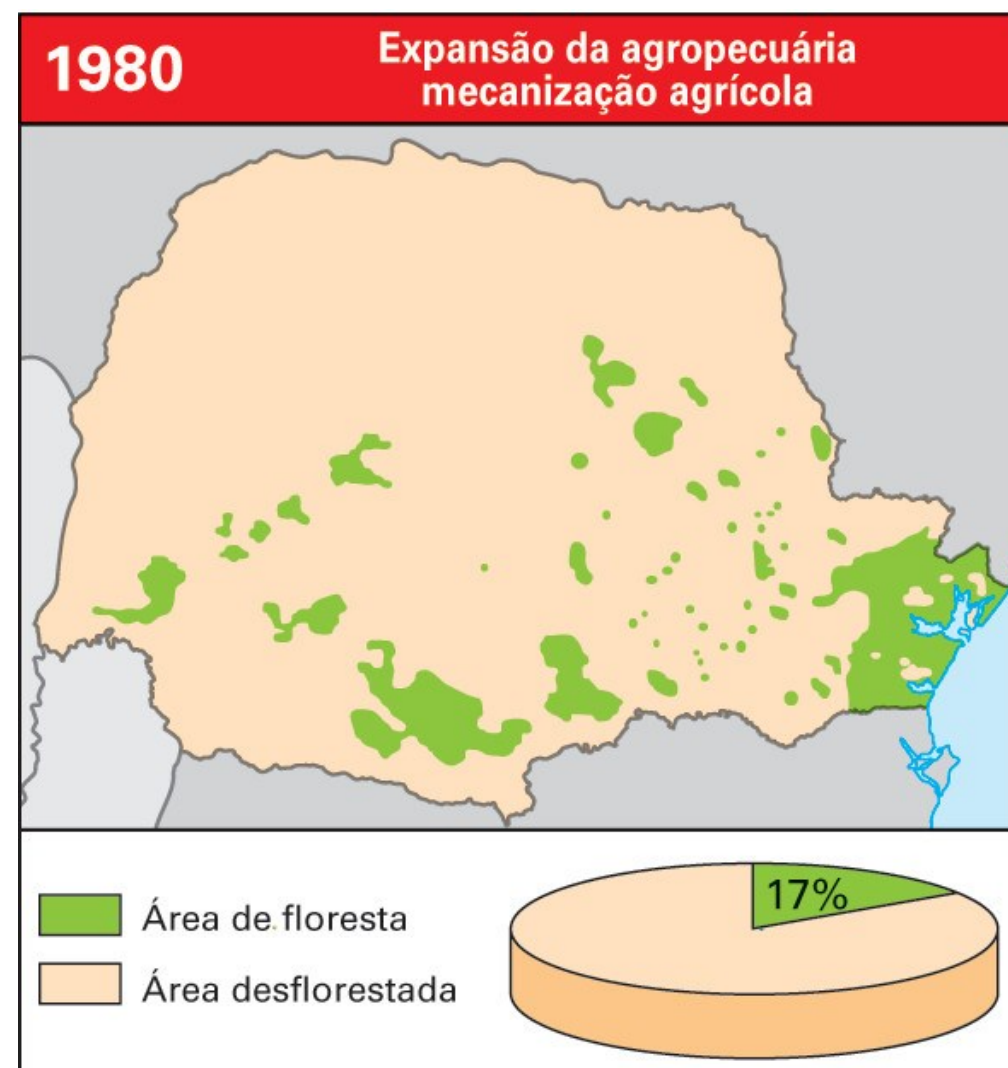 1980
Expansão da agropecuária
mecanização agrícola
Área de floresta
Área desflorestada
17%